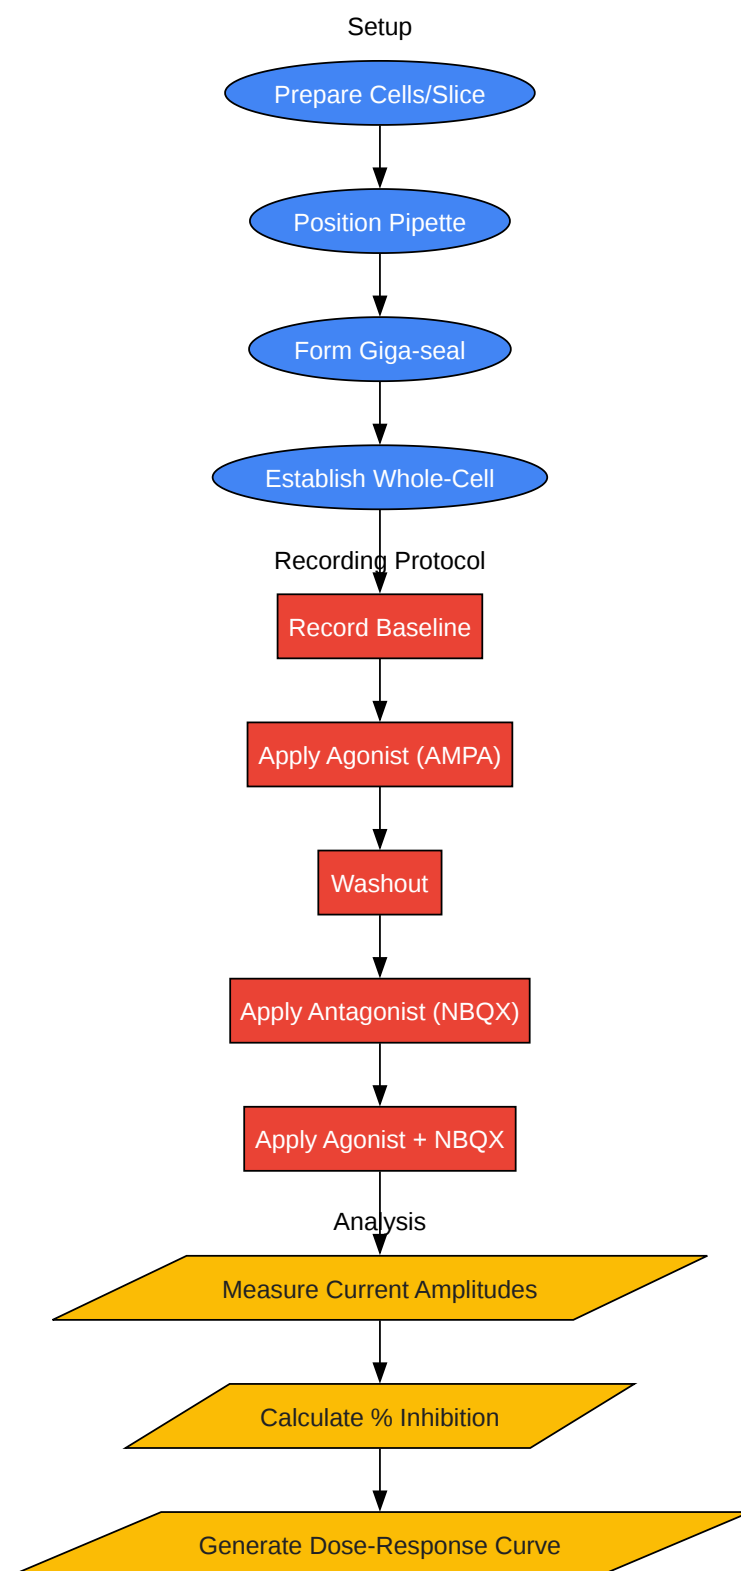 Setup
Prepare Cells/Slice
Position Pipette
Form Giga-seal
Establish Whole-Cell
Recording Protocol
Record Baseline
Apply Agonist (AMPA)
Washout
Apply Antagonist (NBQX)
Apply Agonist + NBQX
Analysis
Measure Current Amplitudes
Calculate % Inhibition
Generate Dose-Response Curve